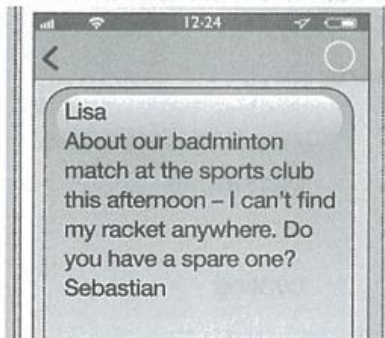 12-24
Lisa
About our badminton
match at the sports club
this afternoon – I can't find
my racket anywhere. Do
you have a spare one?
Sebastian